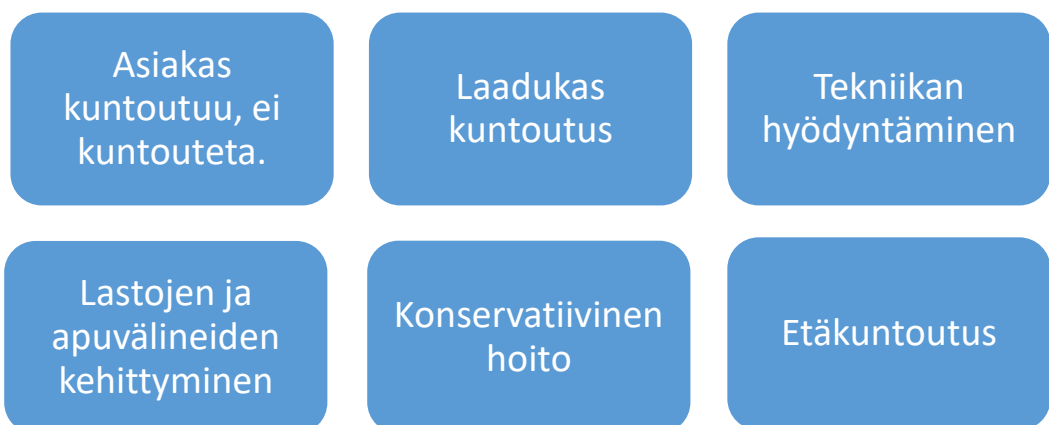 Asiakas
kuntoutuu, ei
kuntouteta.
Laadukas
kuntoutus
Tekniikan
hyödyntäminen
Lastojen ja
apuvälineiden
kehittyminen
Konservatiivinen
hoito
Etäkuntoutus